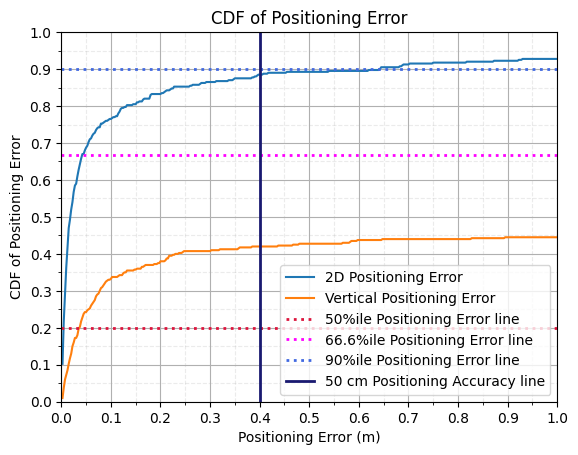 CDF of Positioning Error
CDF of Positioning Error
1.0
0.9
0.8
0.7
0.6
0.5
0.4
0.3
0.2
0.1
0.0
2D Positioning Error
Vertical Positioning Error
50%ile Positioning Error line
66.6%ile Positioning Error line
90%ile Positioning Error line
50 cm Positioning Accuracy line
0.0 0.1 0.2 0.3 0.4 0.5 0.6 0.7 0.8 0.9 1.0
Positioning Error (m)